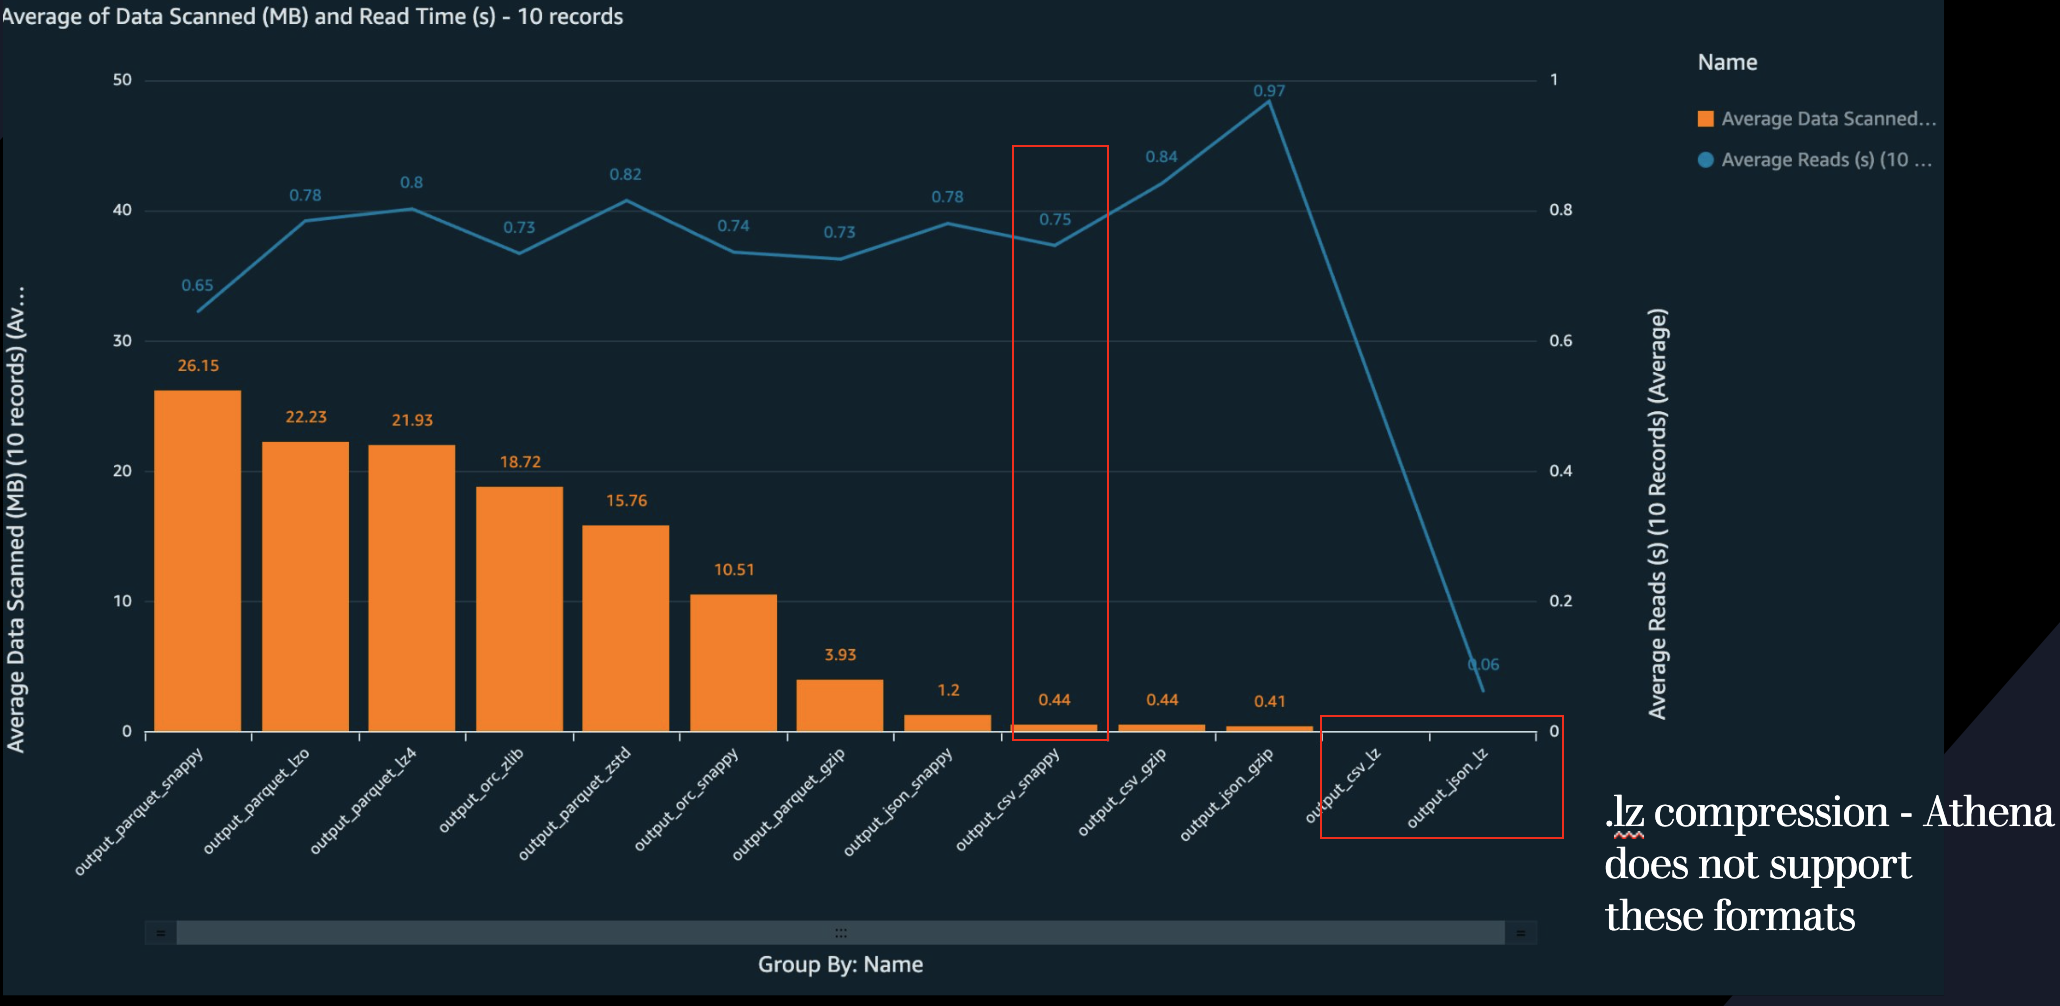 Average of Data Scanned (MB) and Read Time (s) - 10 records
Name
Average Data Scanned...
Average Reads (s) (10 ...
Average Data Scanned (MB) (10 records) (Av...
50
40
30
20
10
0
1
0.8
0.6
0.4
0.2
0
Average Reads (s) (10 Records) (Average)
0.65
0.78
0.8
0.73
0.82
0.74
0.73
0.78
0.75
0.84
0.97
0.06
26.15
22.23
21.93
18.72
15.76
10.51
3.93
1.2
0.44
0.44
0.41
output_parquet_snappy
output_parquet_lzo
output_parquet_lz4
output_orc_zlib
output_parquet_zstd
output_orc_snappy
output_parquet_gzip
output_json_snappy
output_csv_snappy
output_csv_gzip
output_json_gzip
output_csv_lz
output_json_lz
Group By: Name
.lz compression - Athena
does not support
these formats